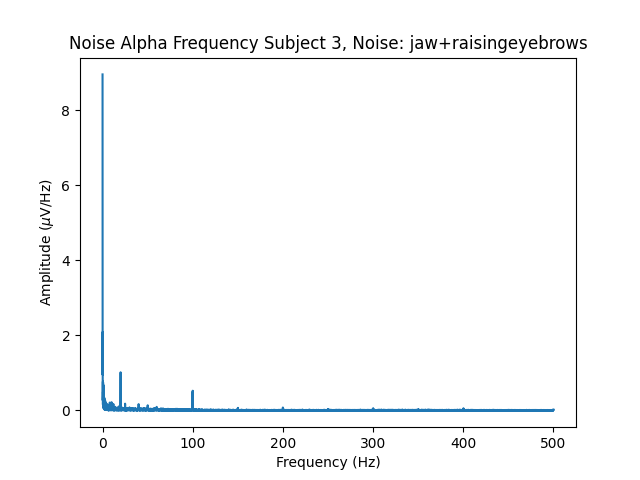 Noise Alpha Frequency Subject 3, Noise: jaw+raisingeyebrows
8
6
4
2
0
Amplitude (μV/Hz)
0 100 200 300 400 500
Frequency (Hz)